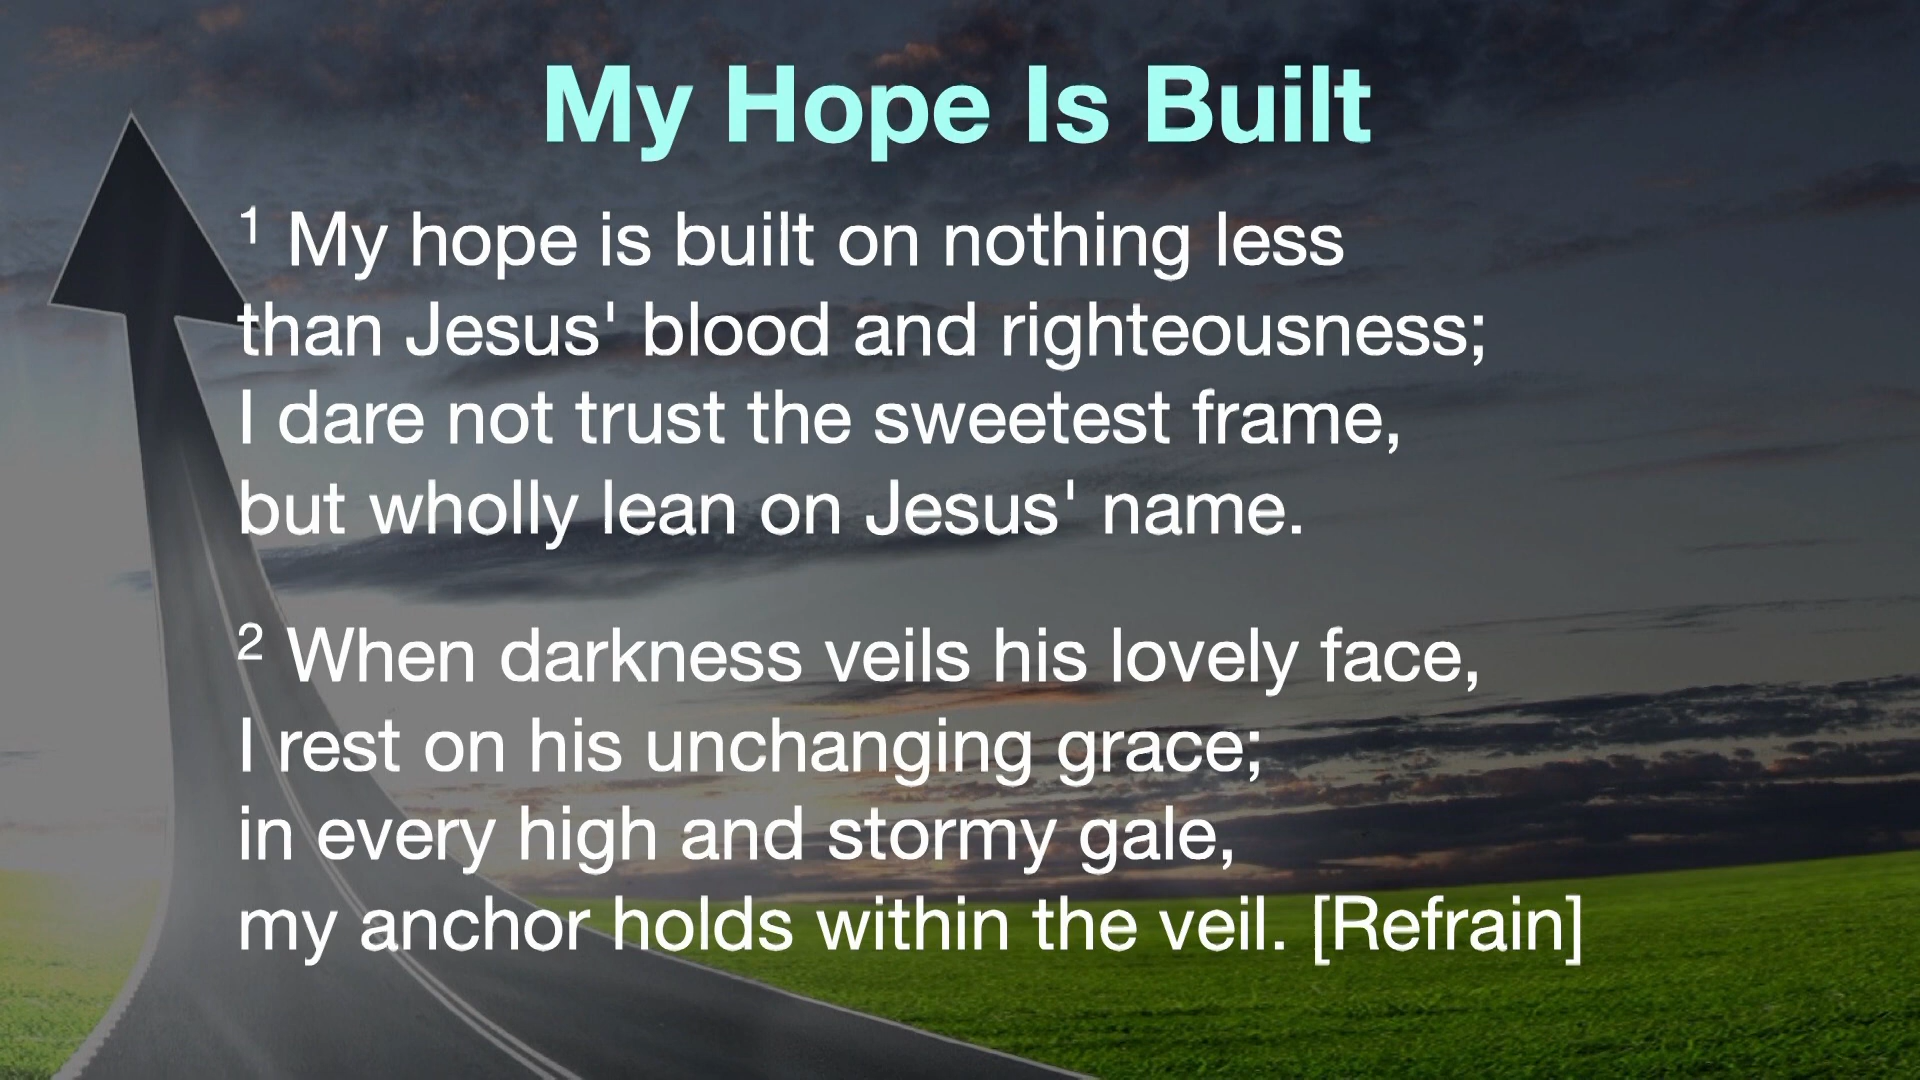 My Hope Is Built
1 My hope is built on nothing less
than Jesus' blood and righteousness;
I dare not trust the sweetest frame,
but wholly lean on Jesus' name.
2 When darkness veils his lovely face,
I rest on his unchanging grace;
in every high and stormy gale,
my anchor holds within the veil. [Refrain]